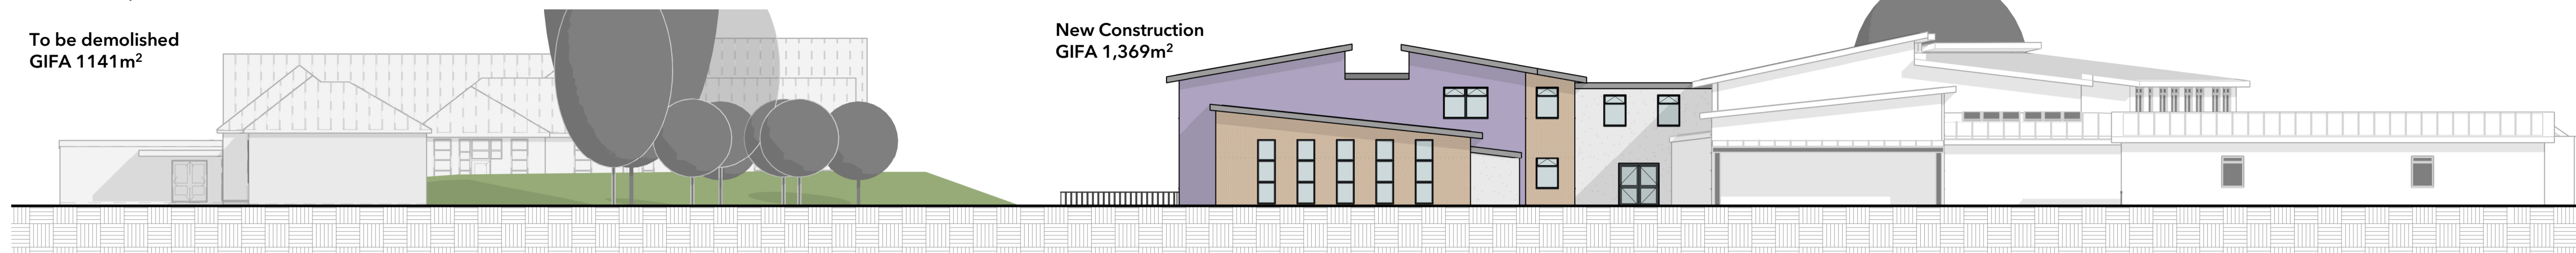 To be demolished
GIFA 1141m²
New Construction
GIFA 1,369m²